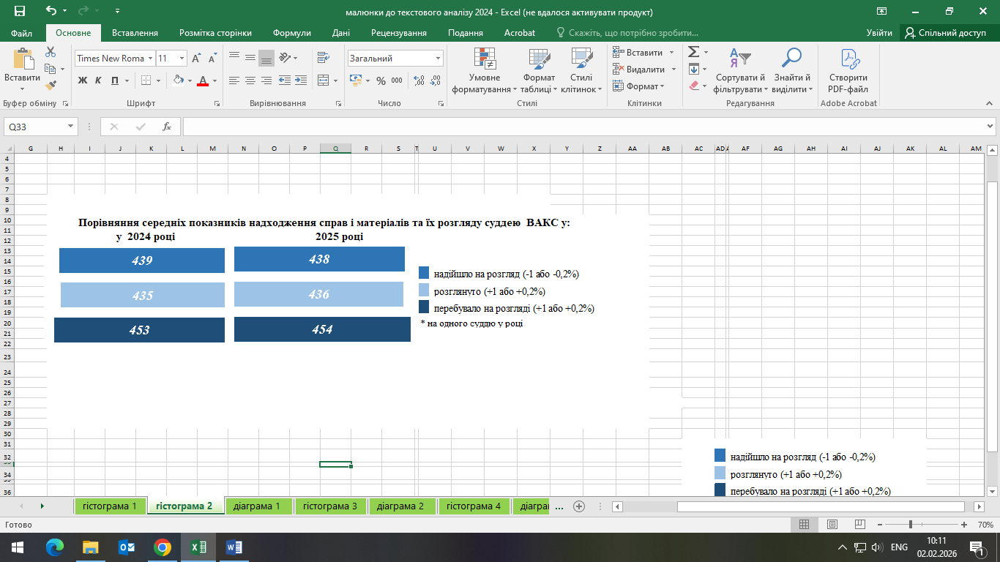 малюнки до текстового аналізу 2024 - Excel (не вдалося активувати продукт)
Файл Основне Вставлення Розмітка сторінки Формули Дані Рецензування Подання Acrobat Скажіть, що потрібно зробити... Увійти Спільний доступ
Вставити
Буфер обміну
Times New Roma 11
Ж К П А
Шрифт
Вирівнювання
Загальний
% 000
Число
Умовне форматування
Формат таблиці
Стилі клітинок
Стилі
Вставити
Видалити
Формат
Клітинки
Сортувати й фільтрувати
Знайти й виділити
Редагування
Створити PDF-файл
Adobe Acrobat
Q33 fx
G H I J K L M N O P Q R S T U V W X Y Z AA AB AC AD AF AG AH AI AJ AK AL AM
4
5
6
7
8
9
10
11
12
13
14
15
16
17
18
19
20
21
22
23
24
25
26
27
28
29
30
31
32
34
36
Порівняння середніх показників надходження справ і матеріалів та їх розгляду суддею ВАКС у:
у 2024 році 2025 році
439 438
435 436
453 454
надійшло на розгляд (-1 або -0,2%)
розглянуто (+1 або +0,2%)
перебувало на розгляді (+1 або +0,2%)
* на одного суддю у році
надійшло на розгляд (-1 або -0,2%)
розглянуто (+1 або +0,2%)
перебувало на розгляді (+1 або +0,2%)
гістограма 1 гістограма 2 діаграма 1 гістограма 3 діаграма 2 гістограма 4 діагра ...
Готово 70%
ENG 10:11
02.02.2026
1